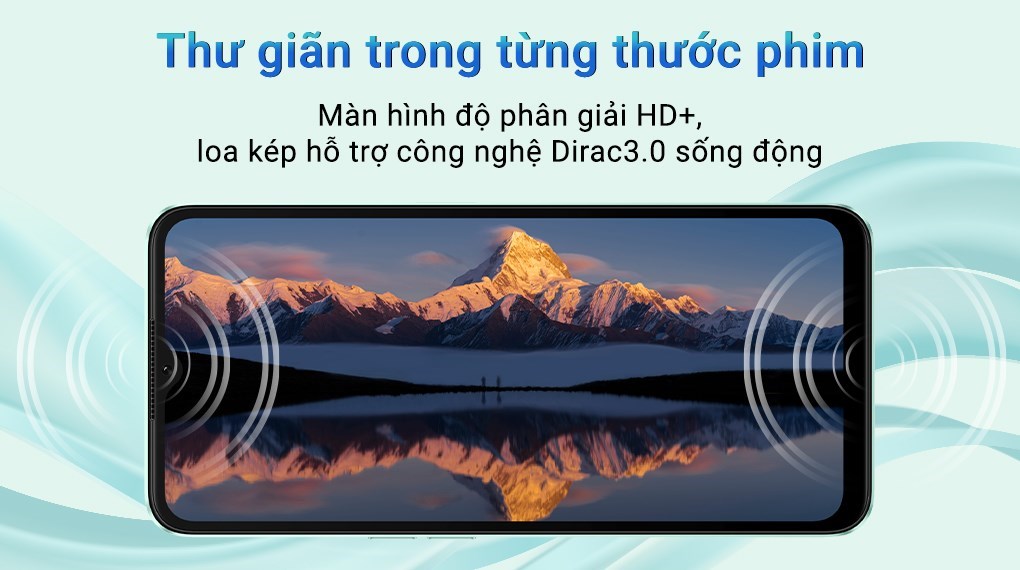 Thư giãn trong từng thước phim
Màn hình độ phân giải HD+,
loa kép hỗ trợ công nghệ Dirac3.0 sống động